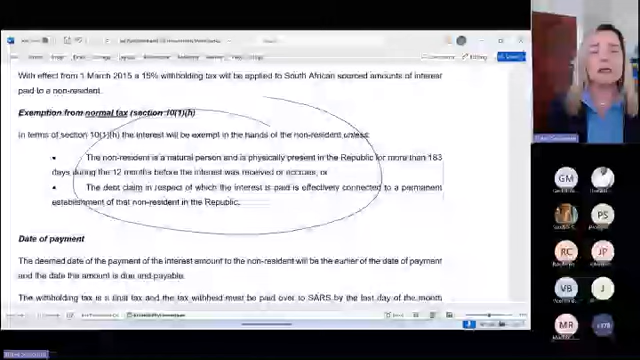 With effect from 1 March 2015 a 15% withholding tax will be applied to South African sourced amounts of interest
paid to a non-resident.
Exemption from normal tax (section 10(1)(h)
In terms of section 10(1)(h) the interest will be exempt in the hands of the non-resident unless:
• The non-resident is a natural person and is physically present in the Republic for more than 183
days during the 12 months before the interest was received or accrues, or
• The debt claim in respect of which the interest is paid is effectively connected to a permanent
establishment of that non-resident in the Republic.
Date of payment
The deemed date of the payment of the interest amount to the non-resident will be the earlier of the date of payment
and the date the amount is due and payable.
The withholding tax is a final tax and the tax withheld must be paid over to SARS by the last day of the month
GM
PS
RC
JP
VB
J
MR